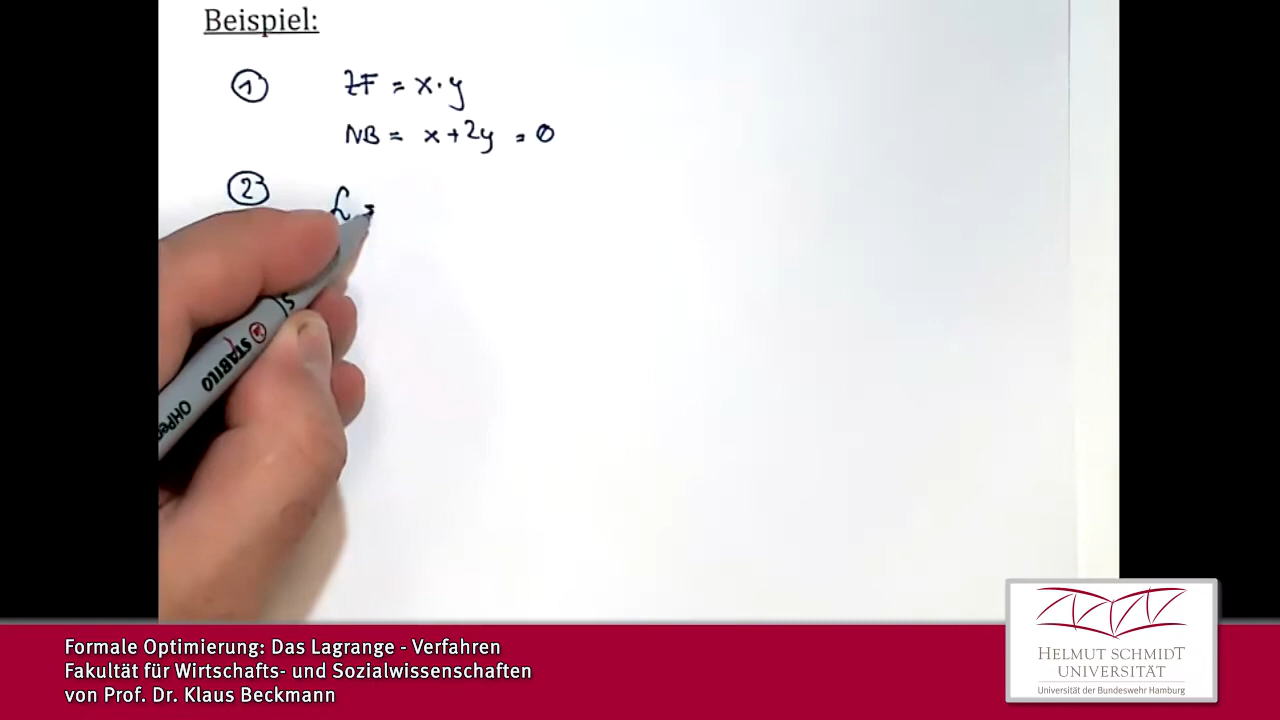 Beispiel:
① ZF = x · y
NB = x + 2y = 0
② £ =
STABILO
OHPen
Formale Optimierung: Das Lagrange - Verfahren
Fakultät für Wirtschafts- und Sozialwissenschaften
von Prof. Dr. Klaus Beckmann
HELMUT SCHMIDT
UNIVERSITÄT
Universität der Bundeswehr Hamburg